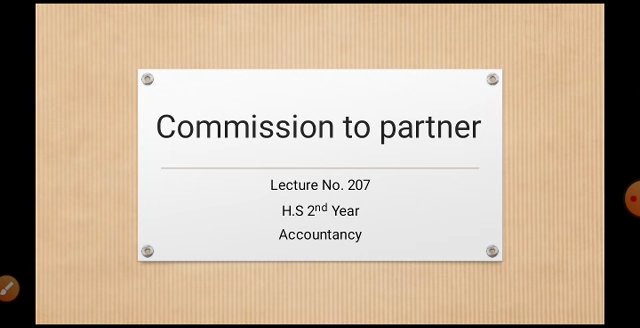 Commission to partner
Lecture No. 207
H.S 2nd Year
Accountancy